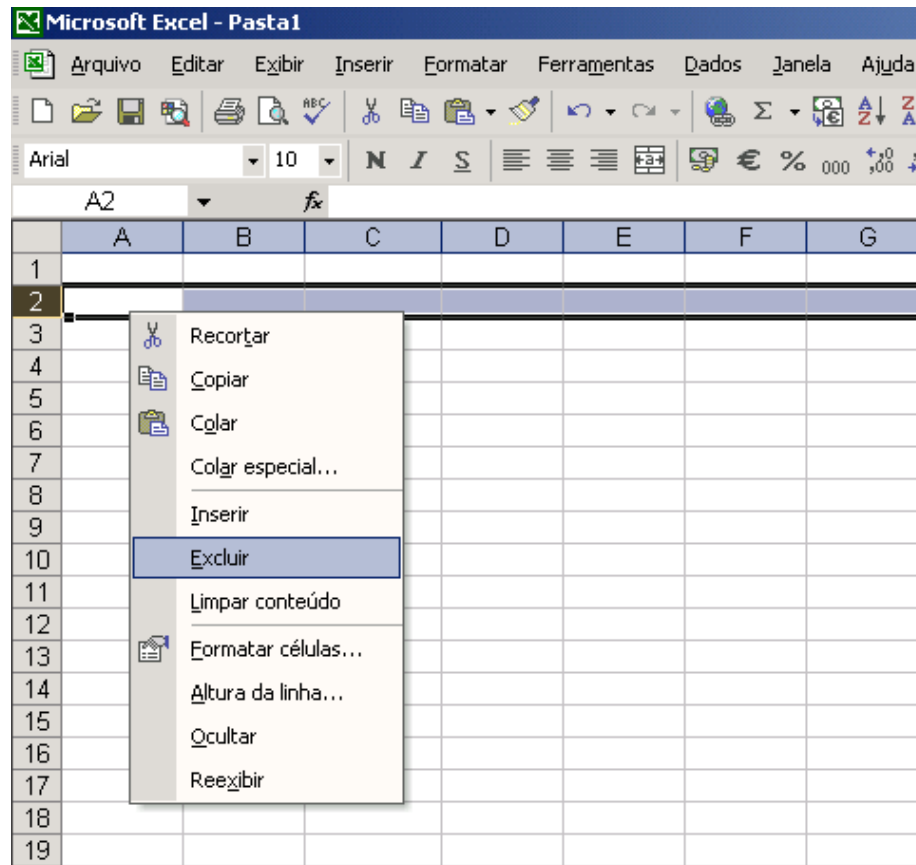 Microsoft Excel - Pasta1
Arquivo Editar Exibir Inserir Formatar Ferramentas Dados Janela Ajuda
ABC Σ € A Z Z A
Arial 10 N I S € % 000 ,00
A2 fx
A B C D E F G
1
2
3 Recortar
4 Copiar
5
6 Colar
7 Colar especial...
8
9 Inserir
10 Excluir
11 Limpar conteúdo
12
13 Formatar células...
14 Altura da linha...
15
16 Ocultar
17 Reexibir
18
19